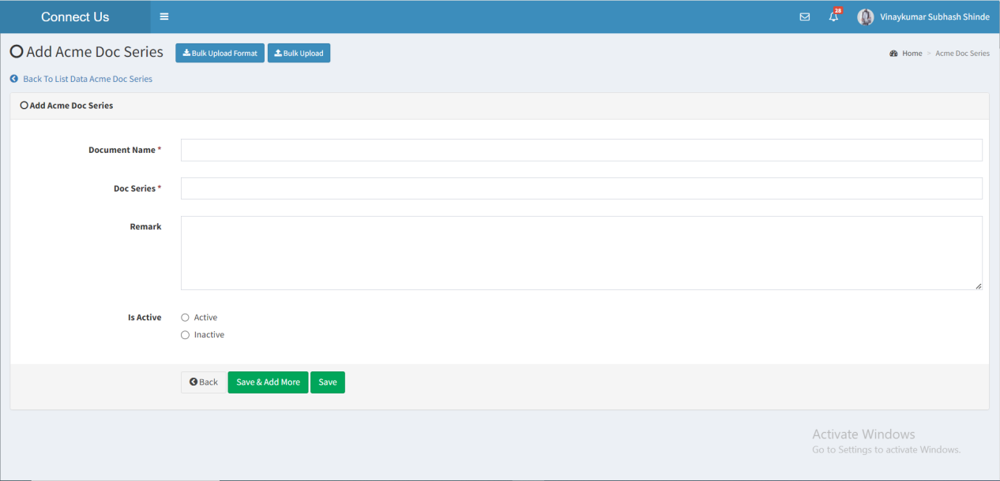 Connect Us
28
Vinaykumar Subhash Shinde
Add Acme Doc Series
Bulk Upload Format
Bulk Upload
Home > Acme Doc Series
Back To List Data Acme Doc Series
Add Acme Doc Series
Document Name *
Doc Series *
Remark
Is Active
Active
Inactive
Back
Save & Add More
Save
Activate Windows
Go to Settings to activate Windows.